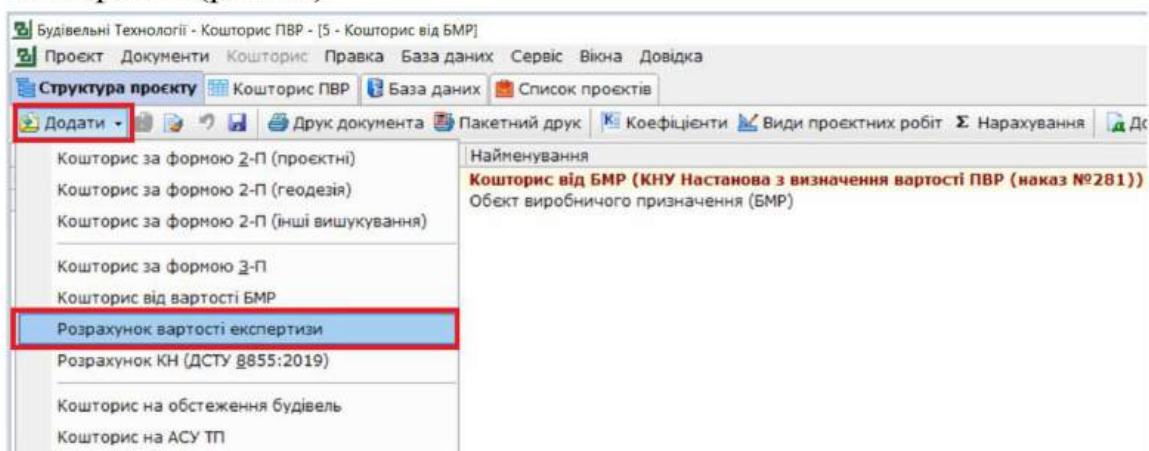 Будівельні Технології - Кошторис ПВР - [5 - Кошторис від БМР]
Проєкт Документи Кошторис Правка База даних Сервіс Вікна Довідка
Структура проєкту Кошторис ПВР База даних Список проєктів
Додати Друк документа Пакетний друк Коефіцієнти Види проєктних робіт Σ Нарахування
Найменування
Кошторис від БМР (КНУ Настанова з визначення вартості ПВР (наказ №281))
Обєкт виробничого призначення (БМР)
Кошторис за формою 2-П (проєктні)
Кошторис за формою 2-П (геодезія)
Кошторис за формою 2-П (інші вишукування)
Кошторис за формою 3-П
Кошторис від вартості БМР
Розрахунок вартості експертизи
Розрахунок КН (ДСТУ 8855:2019)
Кошторис на обстеження будівель
Кошторис на АСУ ТП